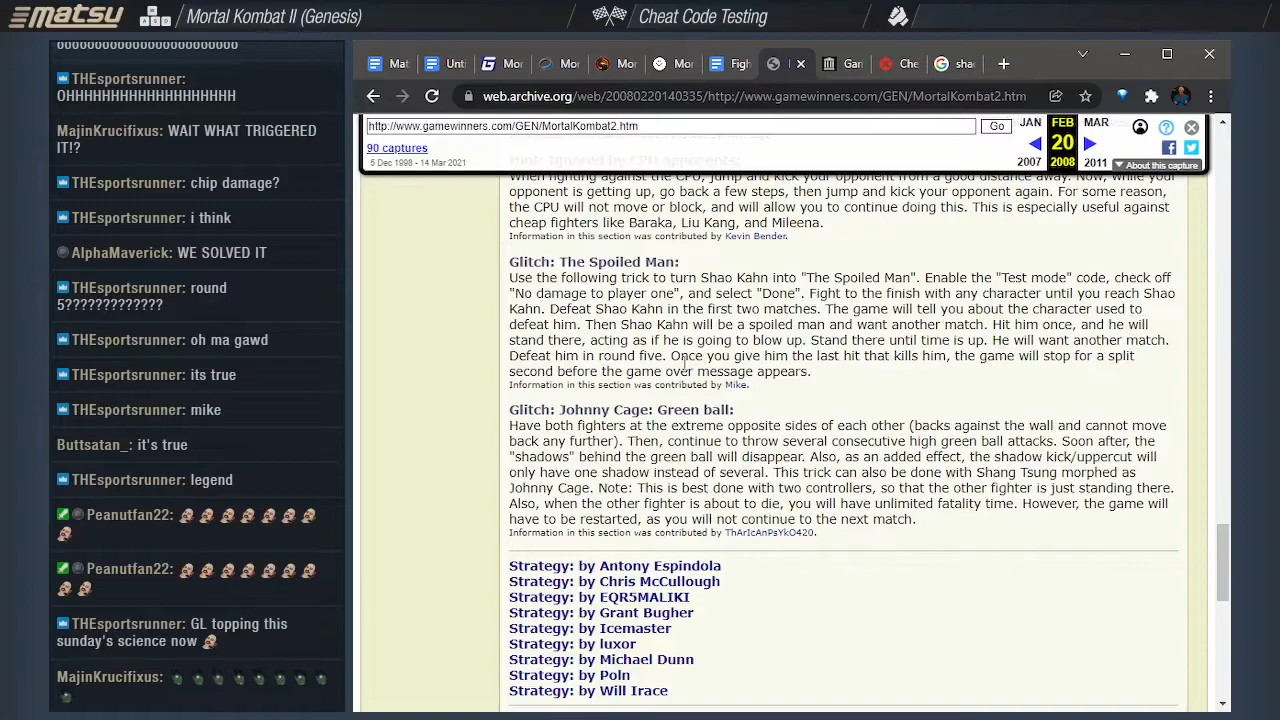 matsu
W
A S D
Mortal Kombat II (Genesis)
Cheat Code Testing
oooooooooooooooooooooooooo
THEsportsrunner:
OHHHHHHHHHHHHHHHHHH
MajinKrucifixus: WAIT WHAT TRIGGERED
IT!?
THEsportsrunner: chip damage?
THEsportsrunner: i think
AlphaMaverick: WE SOLVED IT
THEsportsrunner: round
5?????????????
THEsportsrunner: oh ma gawd
THEsportsrunner: its true
THEsportsrunner: mike
Buttsatan_: it's true
THEsportsrunner: legend
Peanutfan22:
Peanutfan22:
THEsportsrunner: GL topping this
sunday's science now
MajinKrucifixus:
Mat
Unt
Mor
Mor
Mor
Mor
Figh
Gam
Che
sha
web.archive.org/web/20080220140335/http://www.gamewinners.com/GEN/MortalKombat2.htm
http://www.gamewinners.com/GEN/MortalKombat2.htm
Go
JAN FEB MAR
90 captures
20
5 Dec 1998 - 14 Mar 2021
2007 2008 2011
About this capture
Hint: Ignored by CPU opponents:
When fighting against the CPU, jump and kick your opponent from a good distance away. Now, while your
opponent is getting up, go back a few steps, then jump and kick your opponent again. For some reason,
the CPU will not move or block, and will allow you to continue doing this. This is especially useful against
cheap fighters like Baraka, Liu Kang, and Mileena.
Information in this section was contributed by Kevin Bender.
Glitch: The Spoiled Man:
Use the following trick to turn Shao Kahn into "The Spoiled Man". Enable the "Test mode" code, check off
"No damage to player one", and select "Done". Fight to the finish with any character until you reach Shao
Kahn. Defeat Shao Kahn in the first two matches. The game will tell you about the character used to
defeat him. Then Shao Kahn will be a spoiled man and want another match. Hit him once, and he will
stand there, acting as if he is going to blow up. Stand there until time is up. He will want another match.
Defeat him in round five. Once you give him the last hit that kills him, the game will stop for a split
second before the game over message appears.
Information in this section was contributed by Mike.
Glitch: Johnny Cage: Green ball:
Have both fighters at the extreme opposite sides of each other (backs against the wall and cannot move
back any further). Then, continue to throw several consecutive high green ball attacks. Soon after, the
"shadows" behind the green ball will disappear. Also, as an added effect, the shadow kick/uppercut will
only have one shadow instead of several. This trick can also be done with Shang Tsung morphed as
Johnny Cage. Note: This is best done with two controllers, so that the other fighter is just standing there.
Also, when the other fighter is about to die, you will have unlimited fatality time. However, the game will
have to be restarted, as you will not continue to the next match.
Information in this section was contributed by ThArIcAnPsYkO420.
Strategy: by Antony Espindola
Strategy: by Chris McCullough
Strategy: by EQR5MALIKI
Strategy: by Grant Bugher
Strategy: by Icemaster
Strategy: by luxor
Strategy: by Michael Dunn
Strategy: by Poln
Strategy: by Will Irace